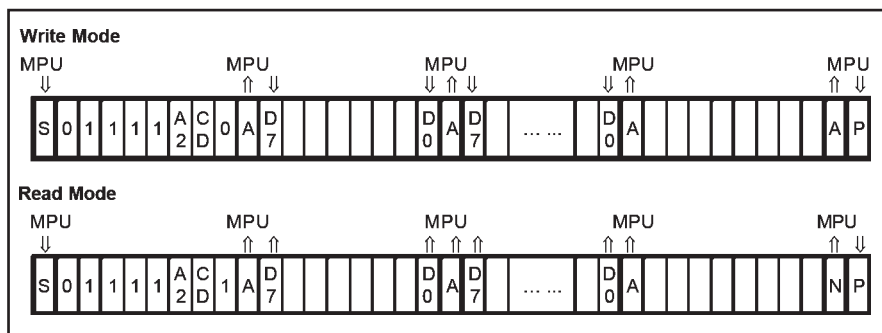 Write Mode
MPU MPU MPU MPU
⇓ ⇑ ⇓ ⇓ ⇑ ⇓ ⇓ ⇑ ⇑ ⇓
S 0 1 1 1 1 A2 CD 0 A D7 D0 A D7 ... ... D0 A A P
Read Mode
MPU MPU MPU MPU MPU
⇓ ⇑ ⇑ ⇑ ⇑ ⇑ ⇑ ⇑ ⇑ ⇓
S 0 1 1 1 1 A2 CD 1 A D7 D0 A D7 ... ... D0 A N P